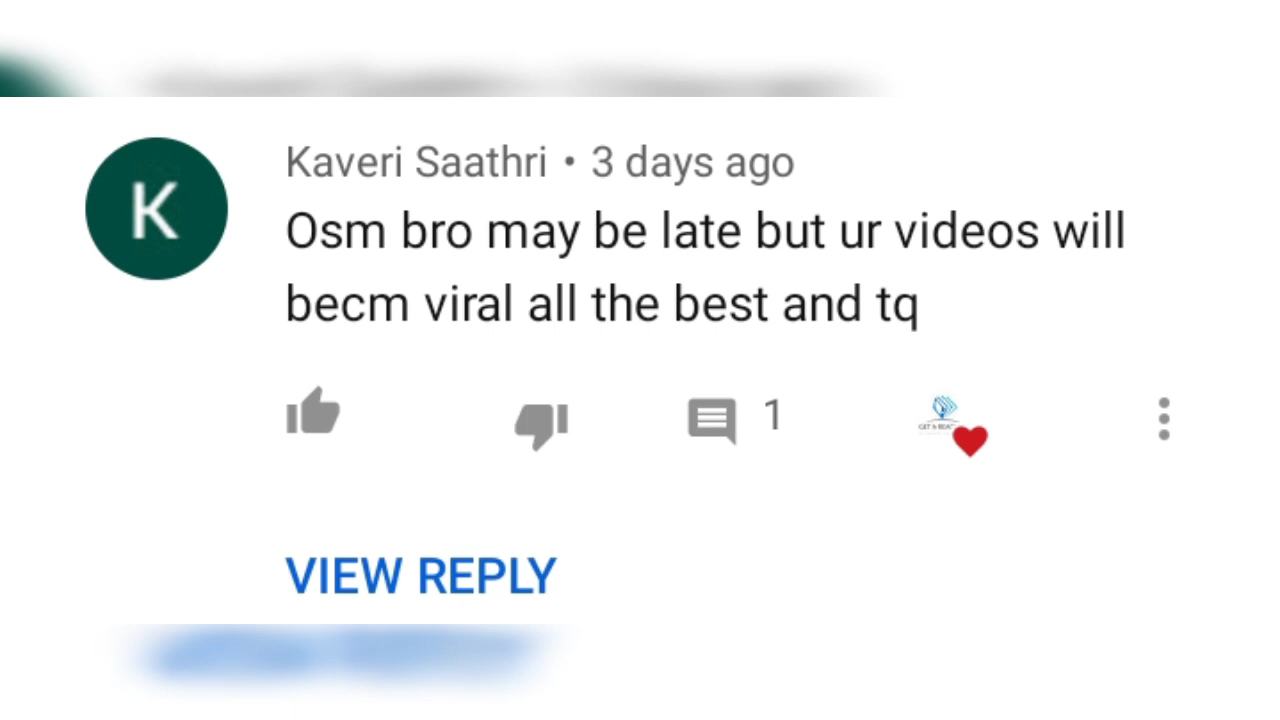 K
Kaveri Saathri • 3 days ago
Osm bro may be late but ur videos will
becm viral all the best and tq
1
VIEW REPLY